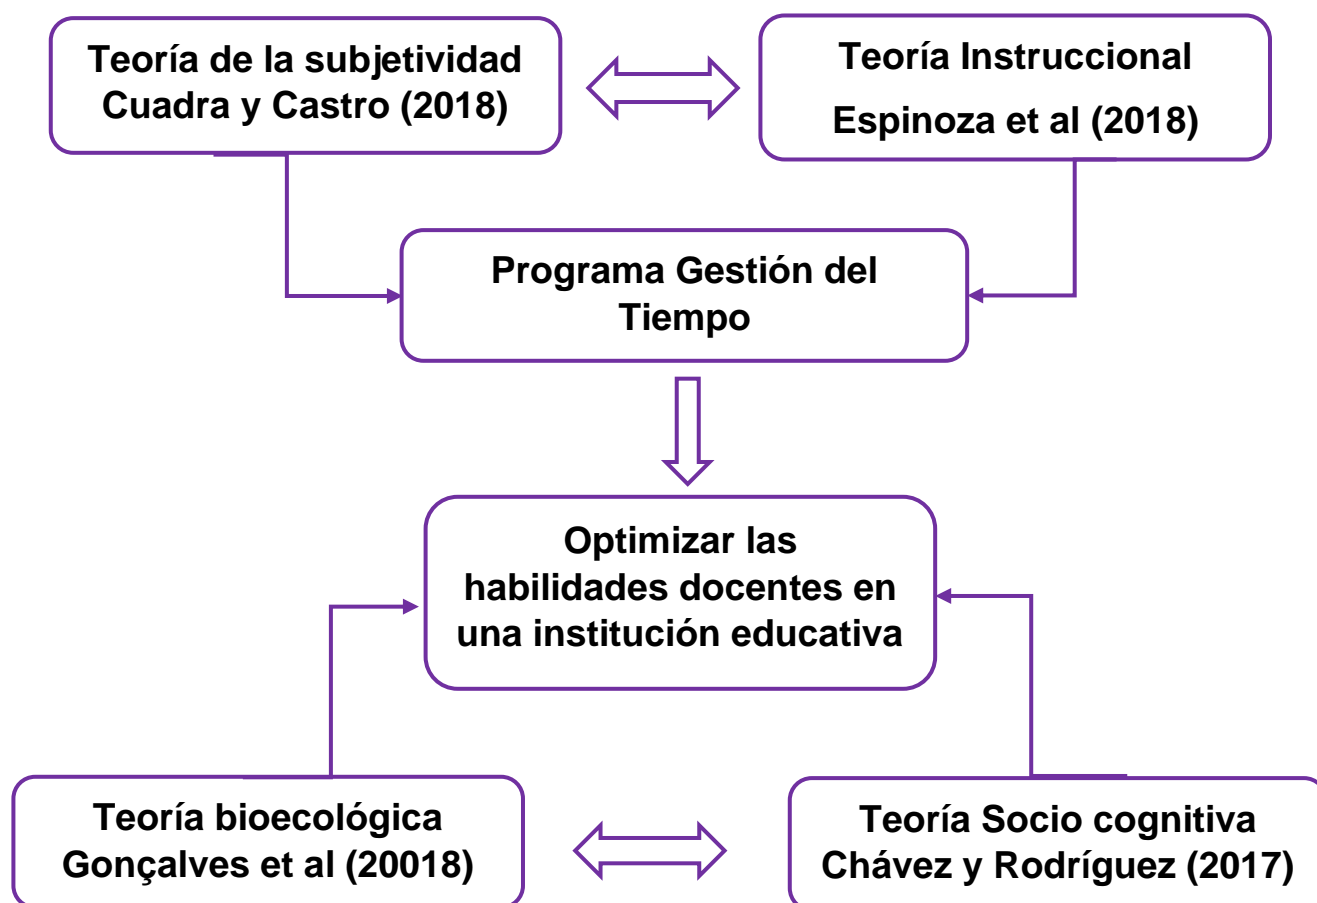 Teoría de la subjetividad
Cuadra y Castro (2018)
Teoría Instruccional
Espinoza et al (2018)
Programa Gestión del
Tiempo
Optimizar las
habilidades docentes en
una institución educativa
Teoría bioecológica
Gonçalves et al (20018)
Teoría Socio cognitiva
Chávez y Rodríguez (2017)